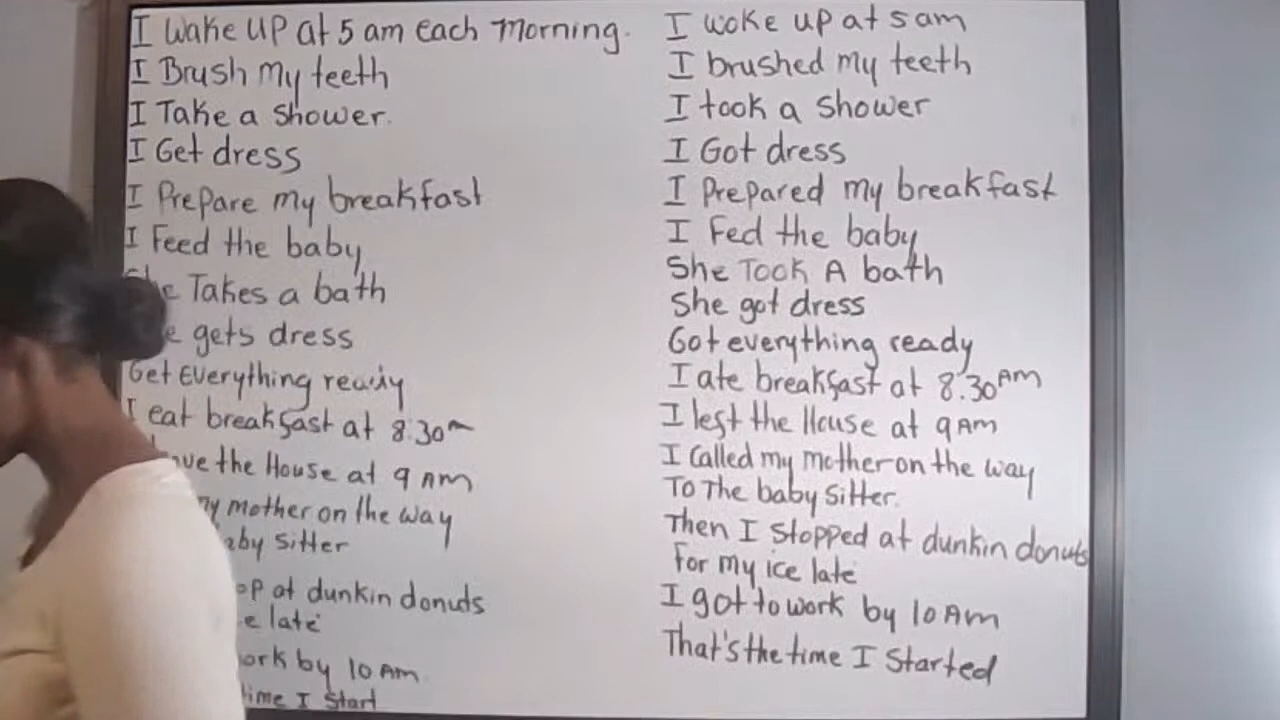 I Wake UP at 5 am Each Morning.
I Brush My teeth
I Take a Shower.
I Get dress
I Prepare my breakfast
I Feed the baby
Takes a bath
gets dress
Get Everything ready
I eat breakfast at 8:30am
the House at 9 AM
mother on the way
Sitter
at dunkin donuts
late
by 10 AM
I Start
I woke up at 5 am
I brushed my teeth
I took a shower
I Got dress
I Prepared my breakfast
I Fed the baby
She Took A bath
She got dress
Got everything ready
I ate breakfast at 8:30 AM
I left the House at 9 AM
I Called my mother on the way
To The baby Sitter.
Then I Stopped at dunkin donuts
For my ice late
I got to work by 10 Am
That's the time I Started